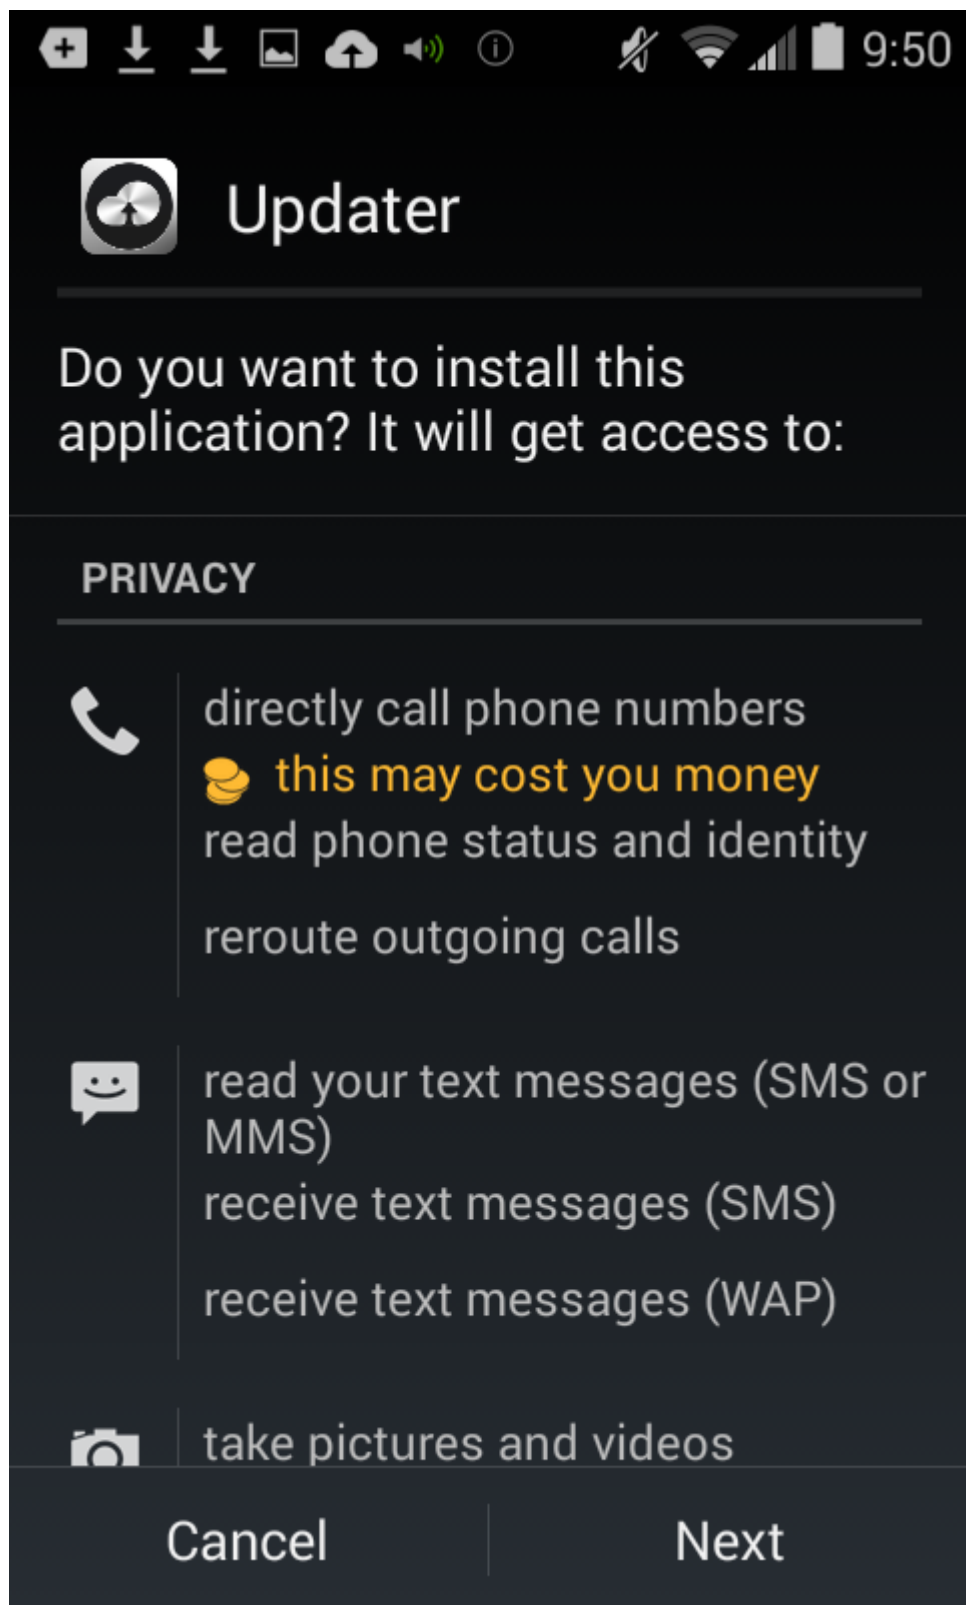 9:50
Updater
Do you want to install this
application? It will get access to:
PRIVACY
directly call phone numbers
this may cost you money
read phone status and identity
reroute outgoing calls
read your text messages (SMS or
MMS)
receive text messages (SMS)
receive text messages (WAP)
take pictures and videos
Cancel
Next